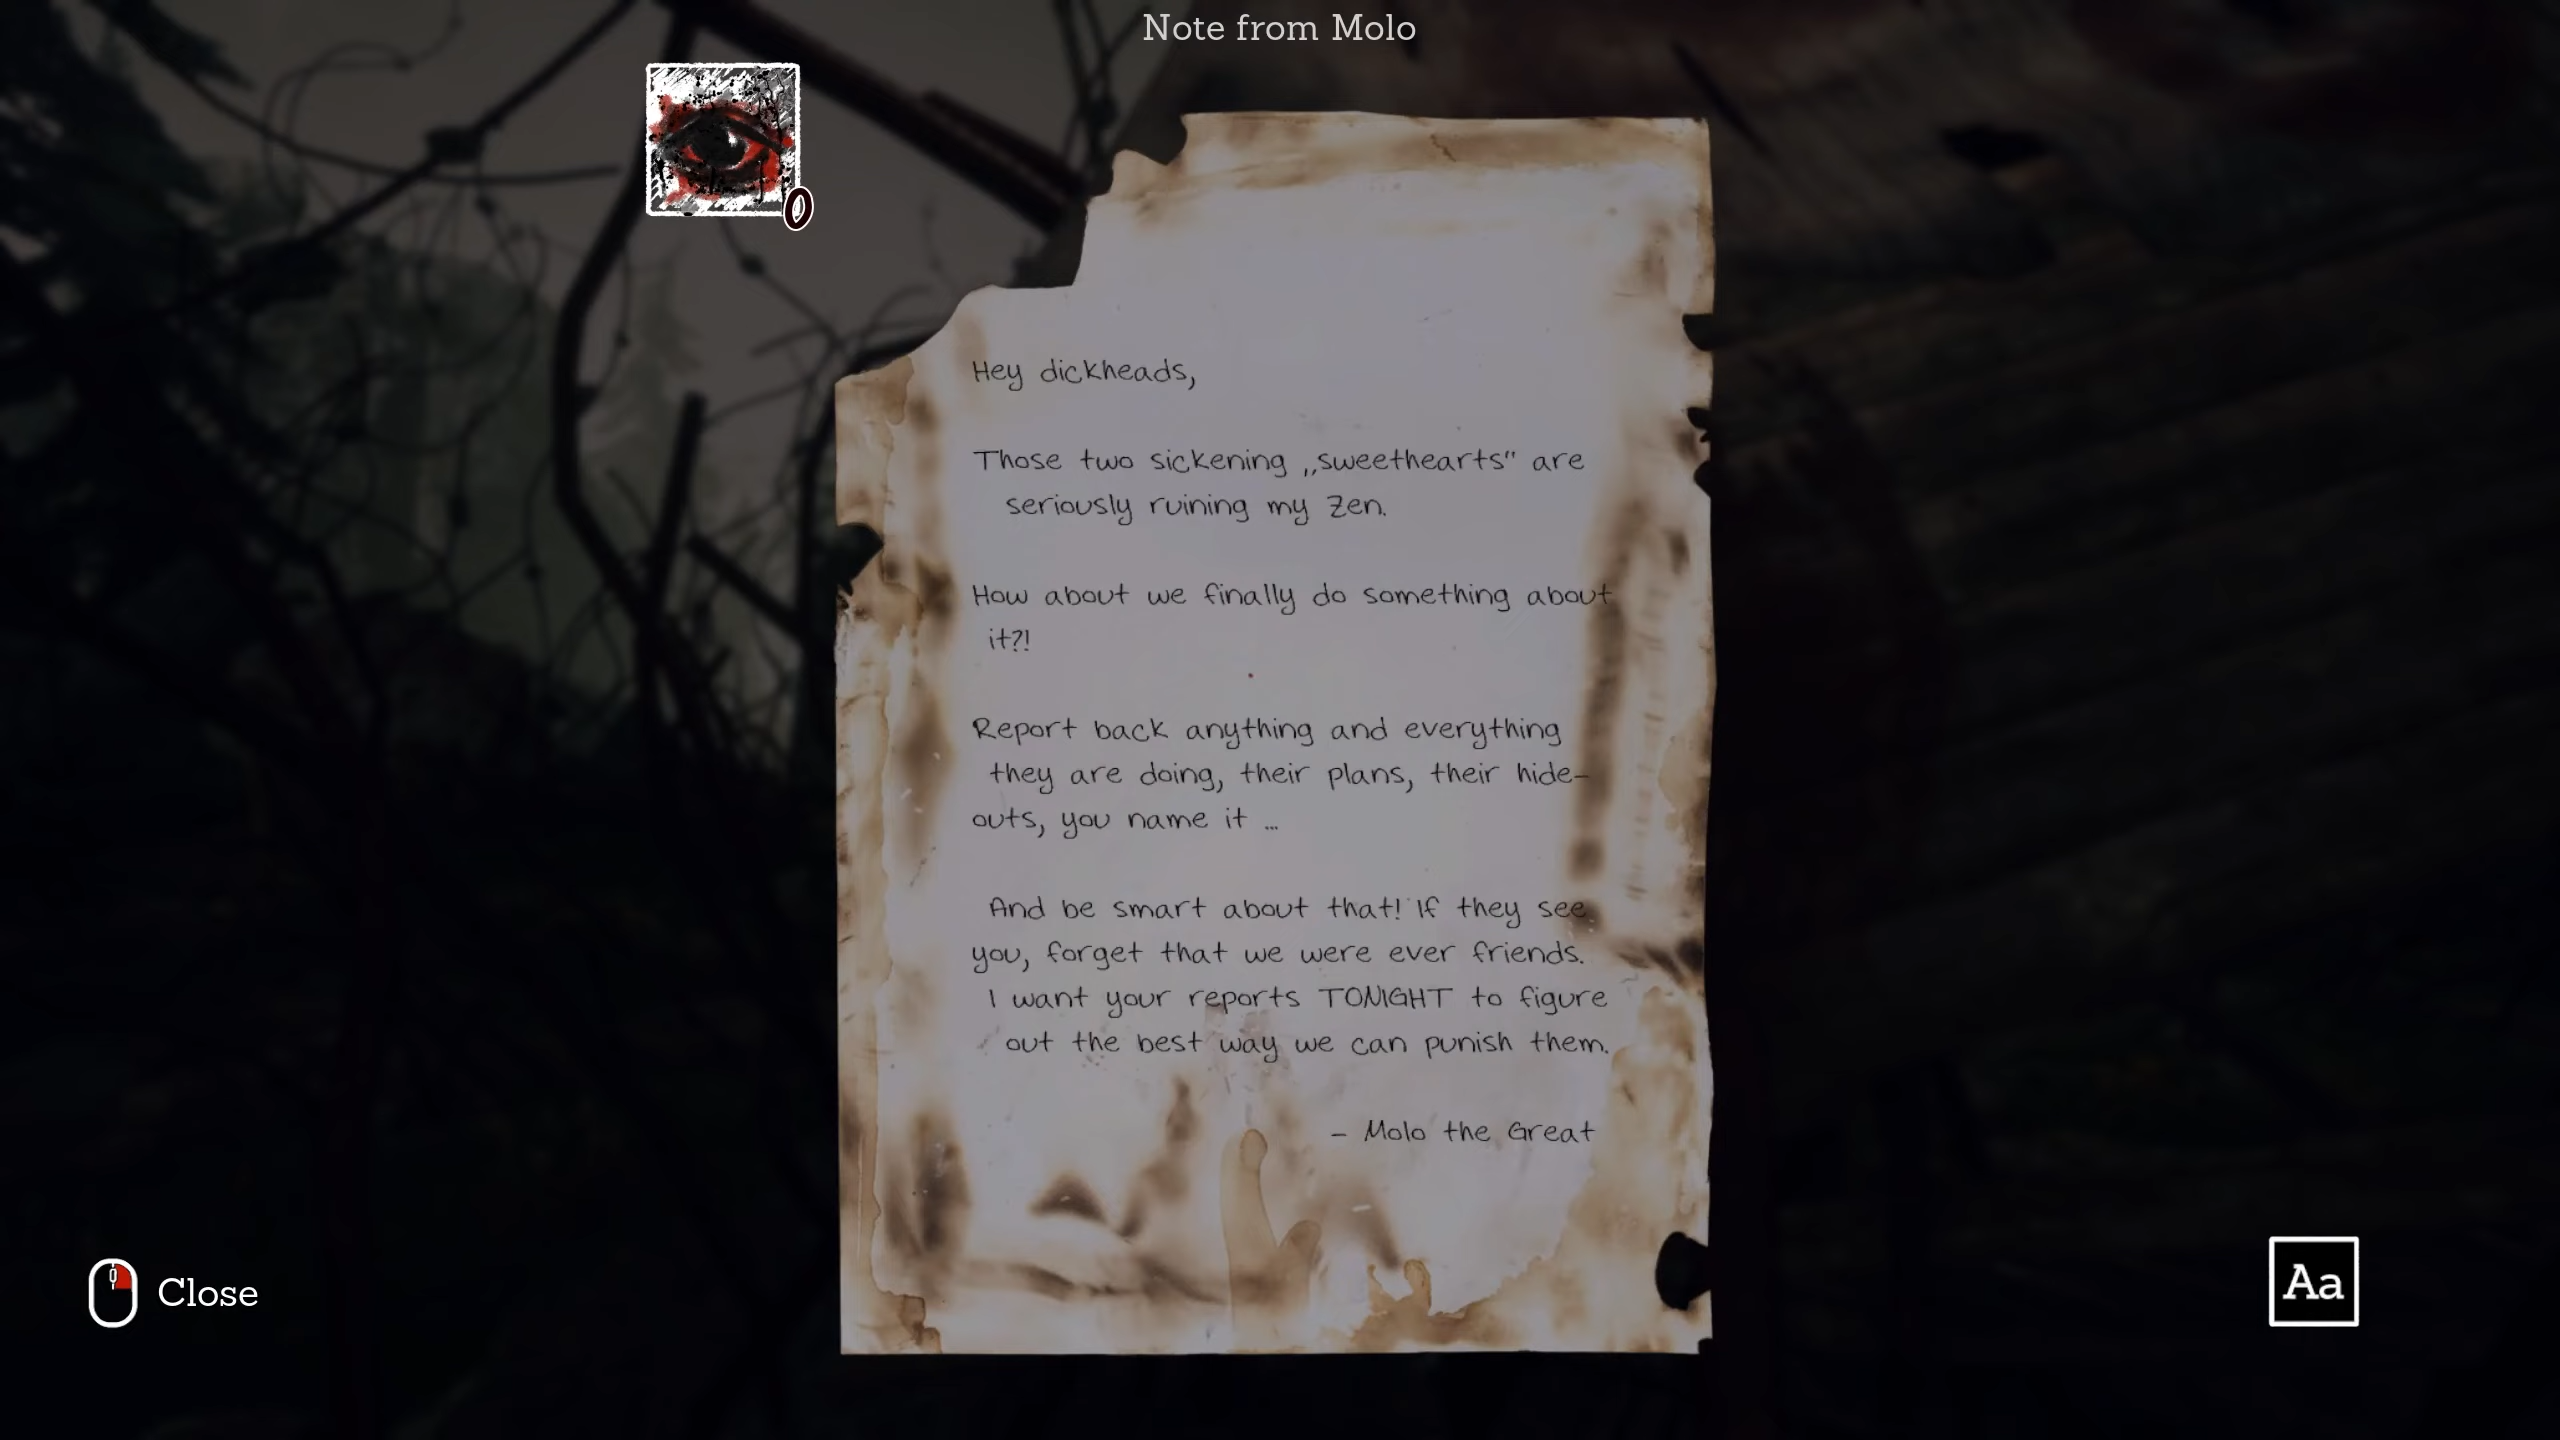 Note from Molo
0
Hey dickheads,
Those two sickening „sweethearts" are
seriously ruining my Zen.
How about we finally do something about
it?!
Report back anything and everything
they are doing, their plans, their hide-
outs, you name it ...
And be smart about that! If they see
you, forget that we were ever friends.
I want your reports TONIGHT to figure
out the best way we can punish them.
- Molo the Great
Close
Aa